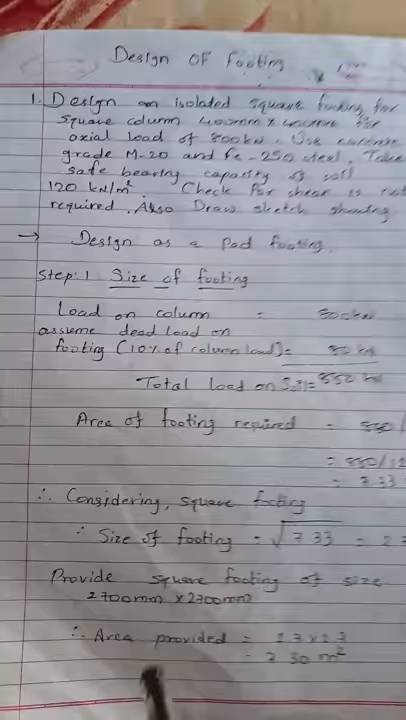 Design OF Footing
1. Design an isolated square footing for
square column 400mm x 400mm for
axial load of 800kN. Use concrete
grade M-20 and Fe-250 steel, Take
safe bearing capacity of soil
120 kN/m². Check for shear is not
required, Also Draw sketch showing
→ Design as a pad footing.
Step:1 Size of footing
Load on column = 800kN
assume dead load on
footing (10% of column load) = 80 kN
Total load on soil =
Area of footing required =
=
= 7.33
∴ Considering, square footing
∴ Size of footing = √7.33 = 2.7
Provide square footing of size
2700mm x 2700mm
∴ Area provided = 2.7 x 2.7
= 7.30 m²